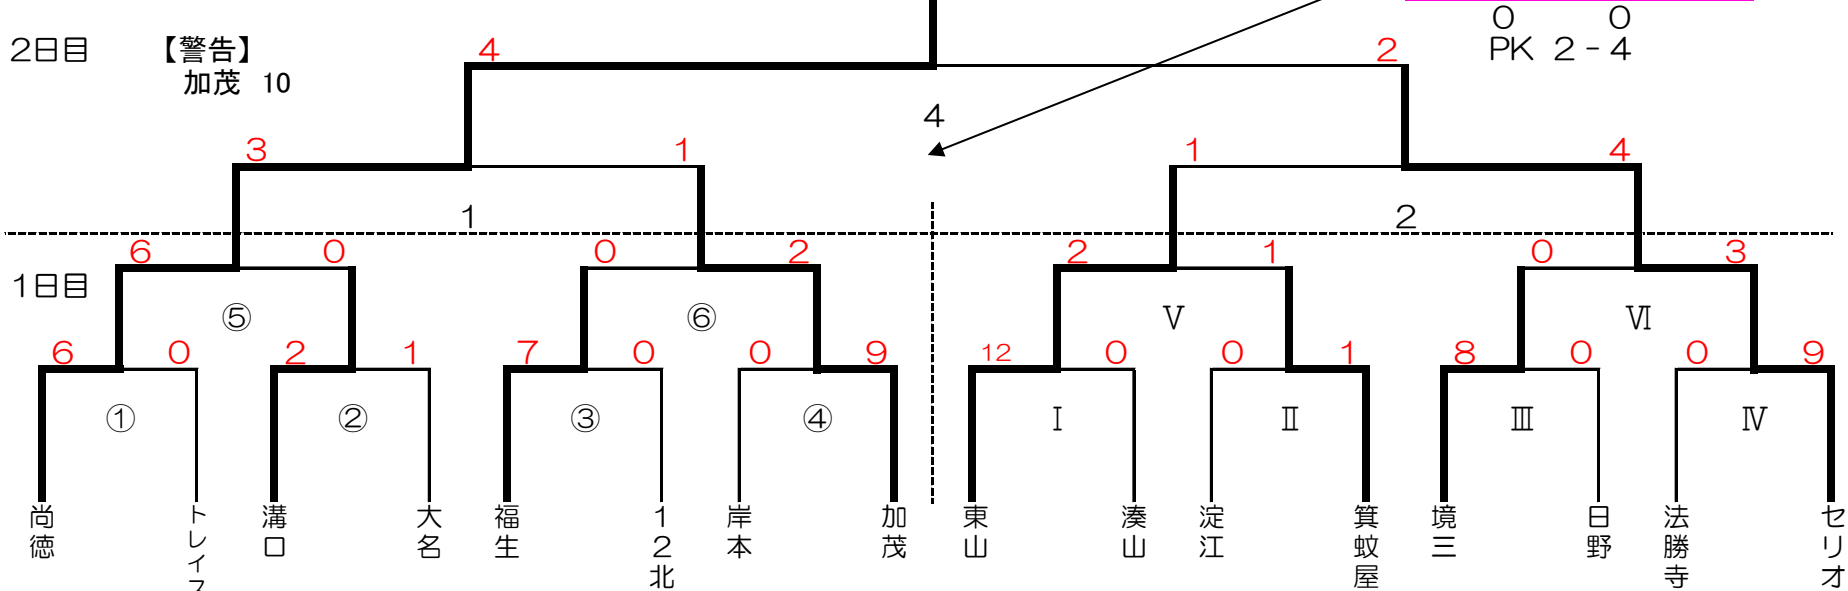 0 0
2日目 【警告】 4 2 PK 2-4
加茂 10
4
3 1 1 4
1 2
6 0 0 2 2 1 0 3
1日目
⑤ ⑥ Ⅴ Ⅵ
6 0 2 1 7 0 0 9 12 0 0 1 8 0 0 9
① ② ③ ④ Ⅰ Ⅱ Ⅲ Ⅳ
尚徳
トレイス
溝口
大名
福生
12北
岸本
加茂
東山
湊山
淀江
箕蚊屋
境三
日野
法勝寺
セリオ